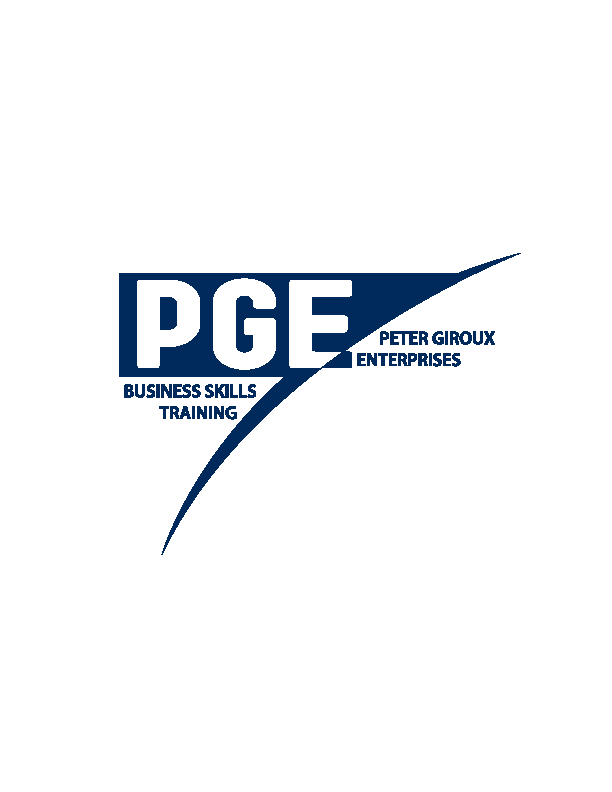 PGE
PETER GIROUX
ENTERPRISES
BUSINESS SKILLS
TRAINING